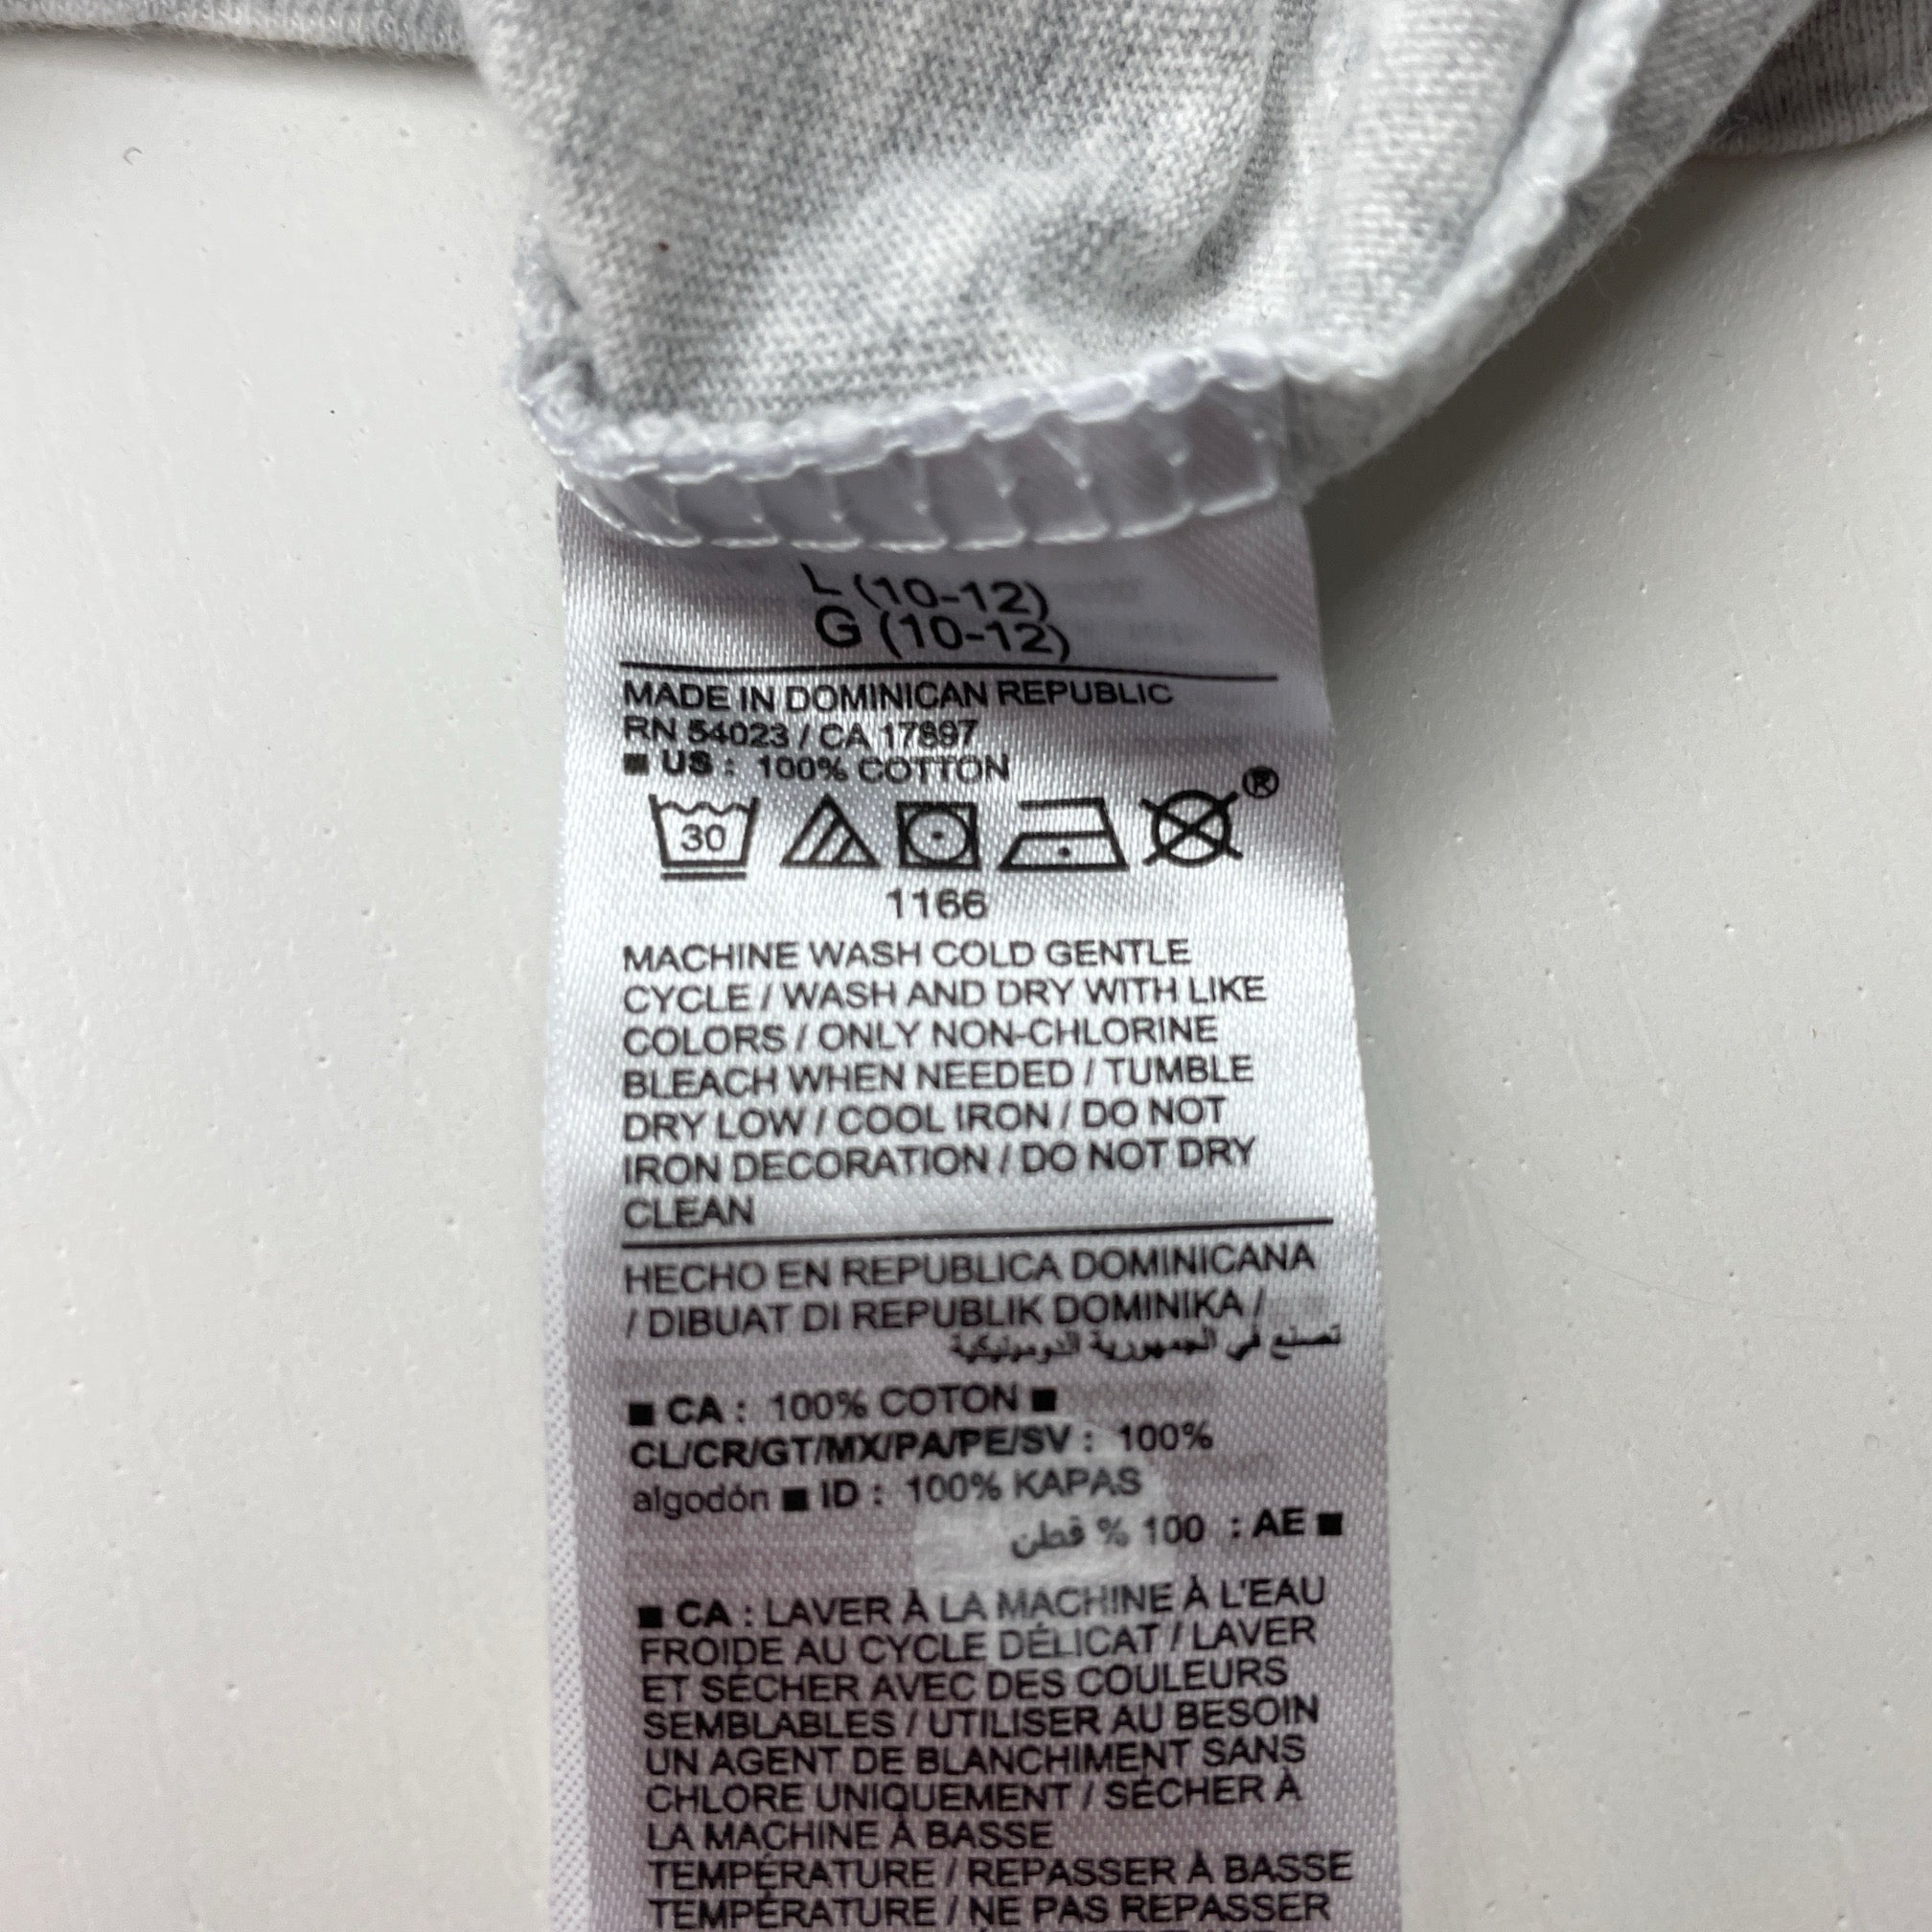 L (10-12)
G (10-12)
MADE IN DOMINICAN REPUBLIC
RN 54023 / CA 17897
■ US : 100% COTTON
®
30
1166
MACHINE WASH COLD GENTLE
CYCLE / WASH AND DRY WITH LIKE
COLORS / ONLY NON-CHLORINE
BLEACH WHEN NEEDED / TUMBLE
DRY LOW / COOL IRON / DO NOT
IRON DECORATION / DO NOT DRY
CLEAN
HECHO EN REPUBLICA DOMINICANA
/ DIBUAT DI REPUBLIK DOMINIKA /
تصنع في الجمهورية الدومينيكية
■ CA : 100% COTON ■
CL/CR/GT/MX/PA/PE/SV : 100%
algodón ■ ID : 100% KAPAS
■ AE : 100 % قطن
■ CA : LAVER À LA MACHINE À L'EAU
FROIDE AU CYCLE DÉLICAT / LAVER
ET SÉCHER AVEC DES COULEURS
SEMBLABLES / UTILISER AU BESOIN
UN AGENT DE BLANCHIMENT SANS
CHLORE UNIQUEMENT / SÉCHER À
LA MACHINE À BASSE
TEMPÉRATURE / REPASSER À BASSE
TEMPÉRATURE / NE PAS REPASSER